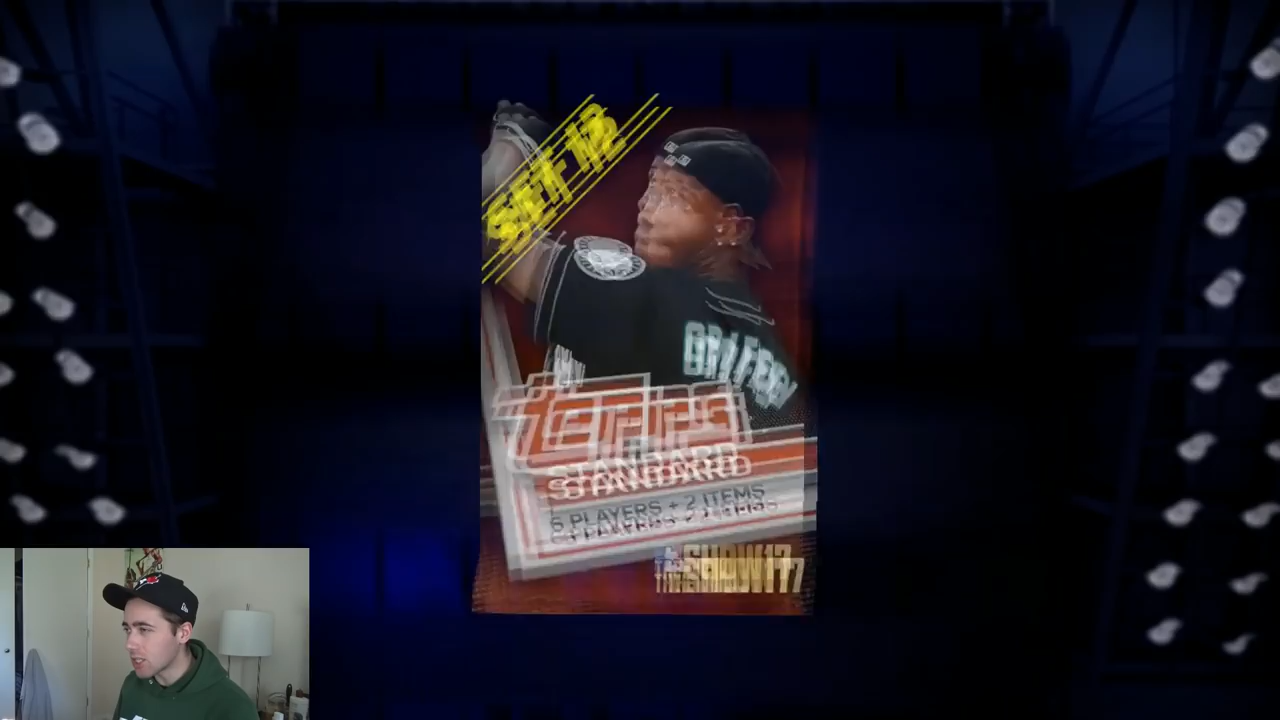 SET 12
GRIFFEY
TOPPS
STANDARD
6 PLAYERS + 2 ITEMS
THE SHOW 17